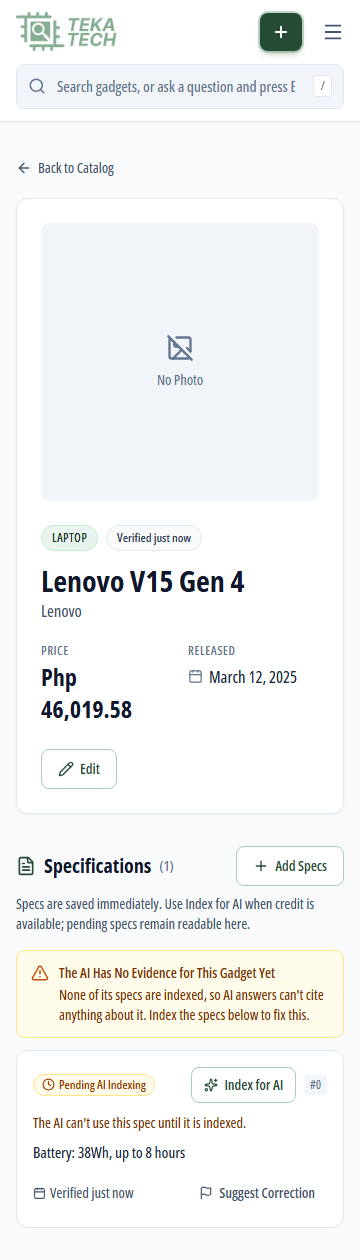 TEKA
TECH
Search gadgets, or ask a question and press E
/
Back to Catalog
No Photo
LAPTOP
Verified just now
Lenovo V15 Gen 4
Lenovo
PRICE
RELEASED
Php
46,019.58
March 12, 2025
Edit
Specifications (1)
Add Specs
Specs are saved immediately. Use Index for AI when credit is
available; pending specs remain readable here.
The AI Has No Evidence for This Gadget Yet
None of its specs are indexed, so AI answers can't cite
anything about it. Index the specs below to fix this.
Pending AI Indexing
Index for AI
#0
The AI can't use this spec until it is indexed.
Battery: 38Wh, up to 8 hours
Verified just now
Suggest Correction